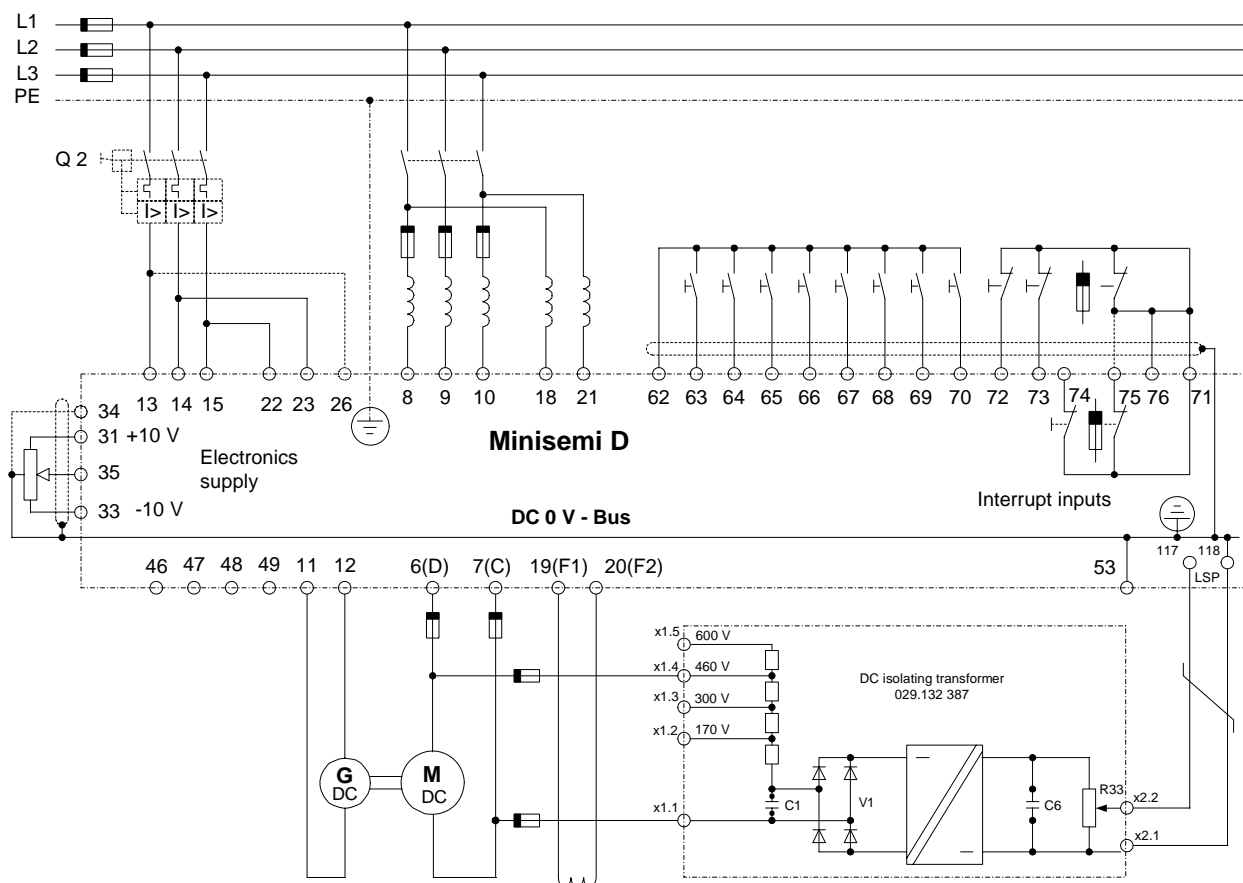 L1
L2
L3
PE
Q 2
I> I> I>
13 14 15 22 23 26 8 9 10 18 21 62 63 64 65 66 67 68 69 70 72 73 74 75 76 71
34
31 +10 V
35
33 -10 V
Electronics
supply
Minisemi D
Interrupt inputs
DC 0 V - Bus
46 47 48 49 11 12 6(D) 7(C) 19(F1) 20(F2) 53 117 118
LSP
x1.5 600 V
x1.4 460 V
x1.3 300 V
x1.2 170 V
x1.1
DC isolating transformer
029.132 387
G
DC
M
DC
C1
V1
C6
R33
x2.2
x2.1